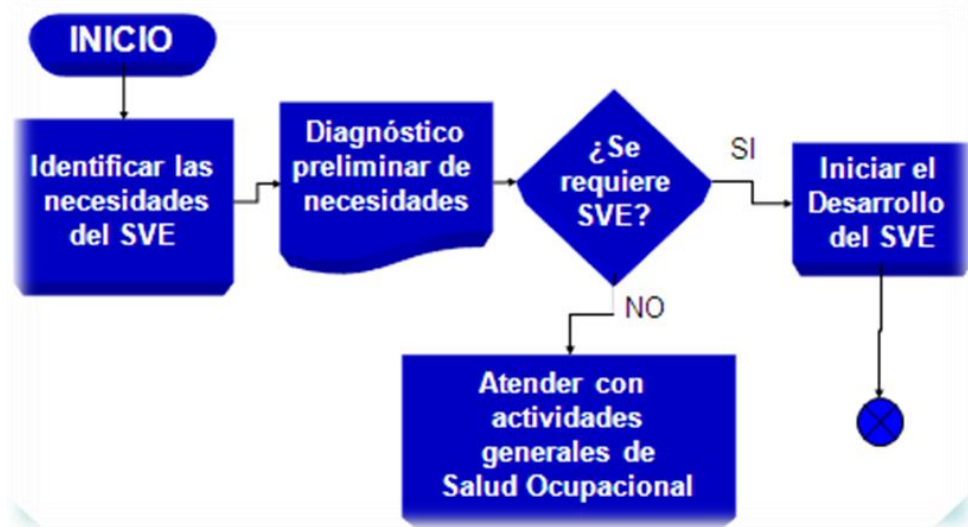 INICIO
Identificar las
necesidades
del SVE
Diagnóstico
preliminar de
necesidades
¿Se
requiere
SVE?
SI
Iniciar el
Desarrollo
del SVE
NO
Atender con
actividades
generales de
Salud Ocupacional